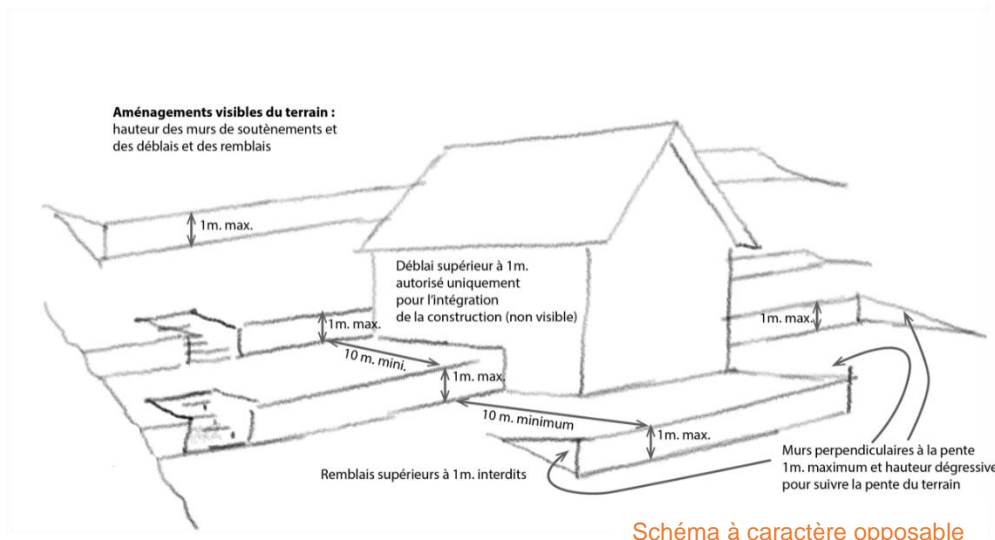 Aménagements visibles du terrain :
hauteur des murs de soutènements et
des déblais et des remblais
1m. max.
Déblai supérieur à 1m.
autorisé uniquement
pour l'intégration
de la construction (non visible)
1m. max.
1m. max.
10 m. mini.
1m. max.
10 m. minimum
1m. max.
Remblais supérieurs à 1m. interdits
Murs perpendiculaires à la pente
1m. maximum et hauteur dégressive
pour suivre la pente du terrain
Schéma à caractère opposable